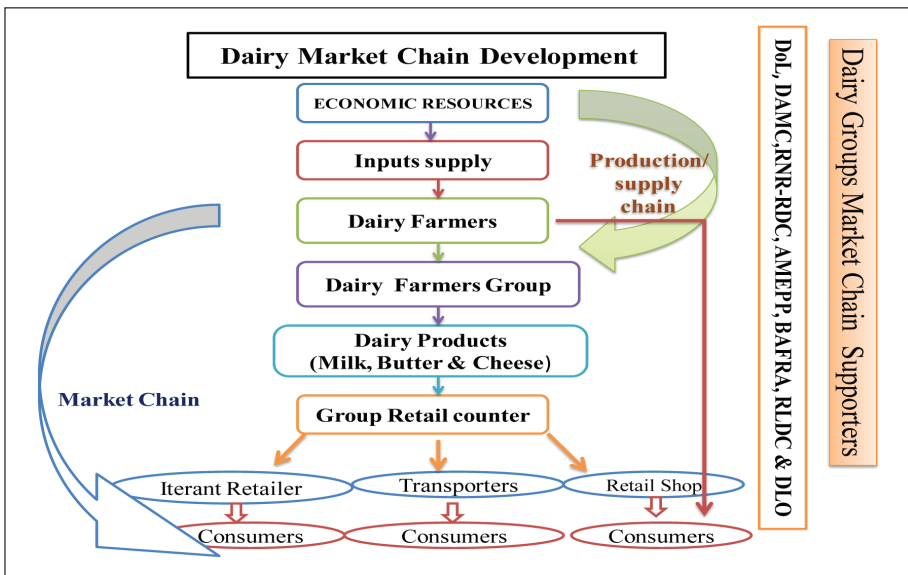 Dairy Market Chain Development
ECONOMIC RESOURCES
Inputs supply
Production/
supply
chain
Dairy Farmers
Dairy Farmers Group
Dairy Products
(Milk, Butter & Cheese)
Market Chain
Group Retail counter
Iterant Retailer
Transporters
Retail Shop
Consumers
Consumers
Consumers
DoL, DAMC,RNR-RDC, AMEPP, BAFRA, RLDC & DLO
Dairy Groups Market Chain Supporters